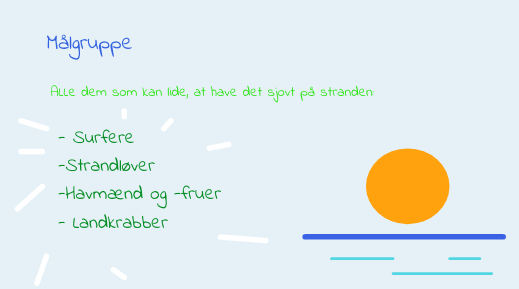 Målgruppe
Alle dem som kan lide, at have det sjovt på stranden:
- Surfere
-Strandløver
-Havmænd og -fruer
- Landkrabber